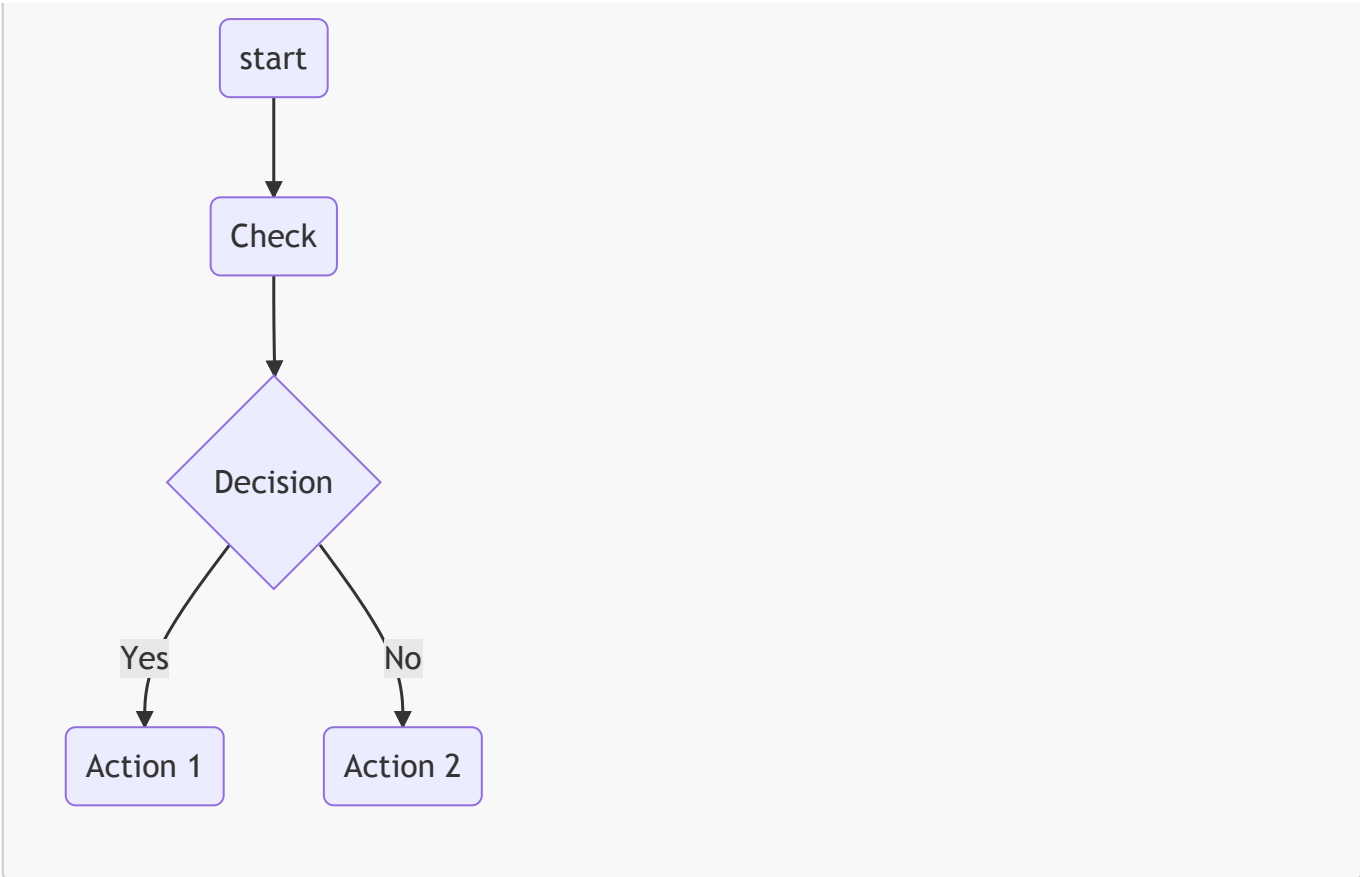 start
Check
Decision
Yes
No
Action 1
Action 2